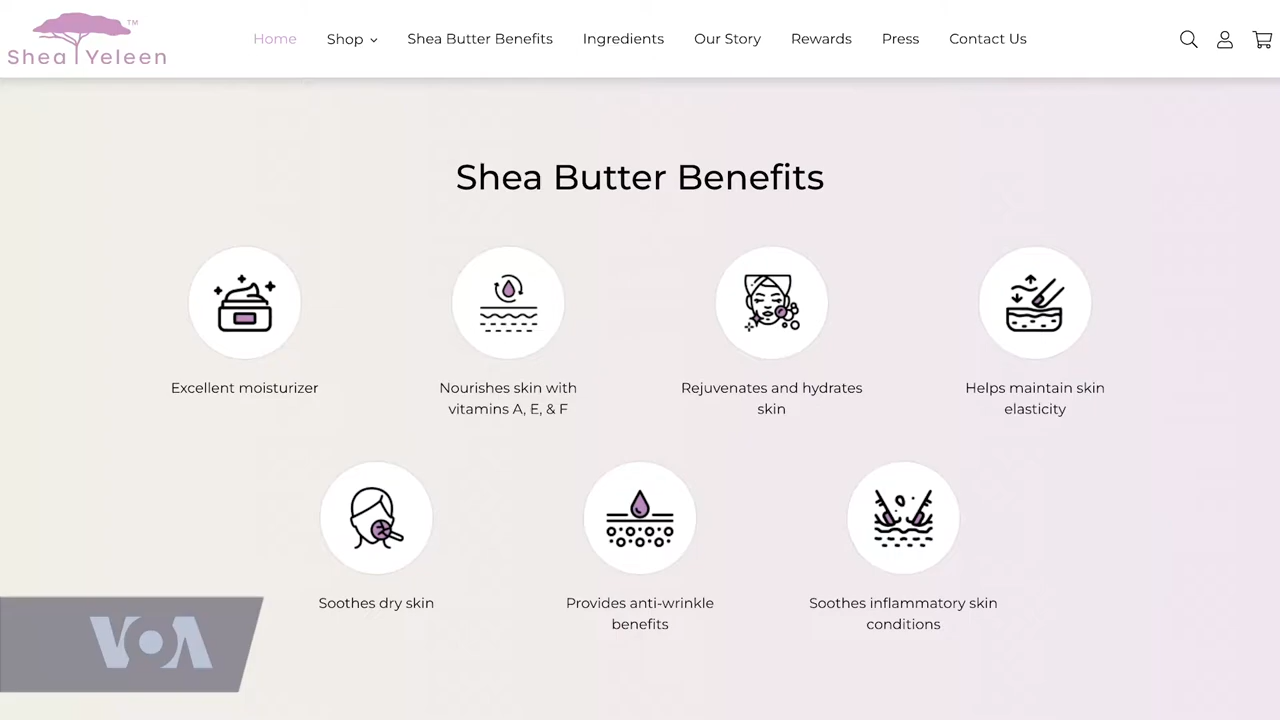 TM
Shea Yeleen
Home Shop Shea Butter Benefits Ingredients Our Story Rewards Press Contact Us
Shea Butter Benefits
Excellent moisturizer
Nourishes skin with
vitamins A, E, & F
Rejuvenates and hydrates
skin
Helps maintain skin
elasticity
Soothes dry skin
Provides anti-wrinkle
benefits
Soothes inflammatory skin
conditions
VOA